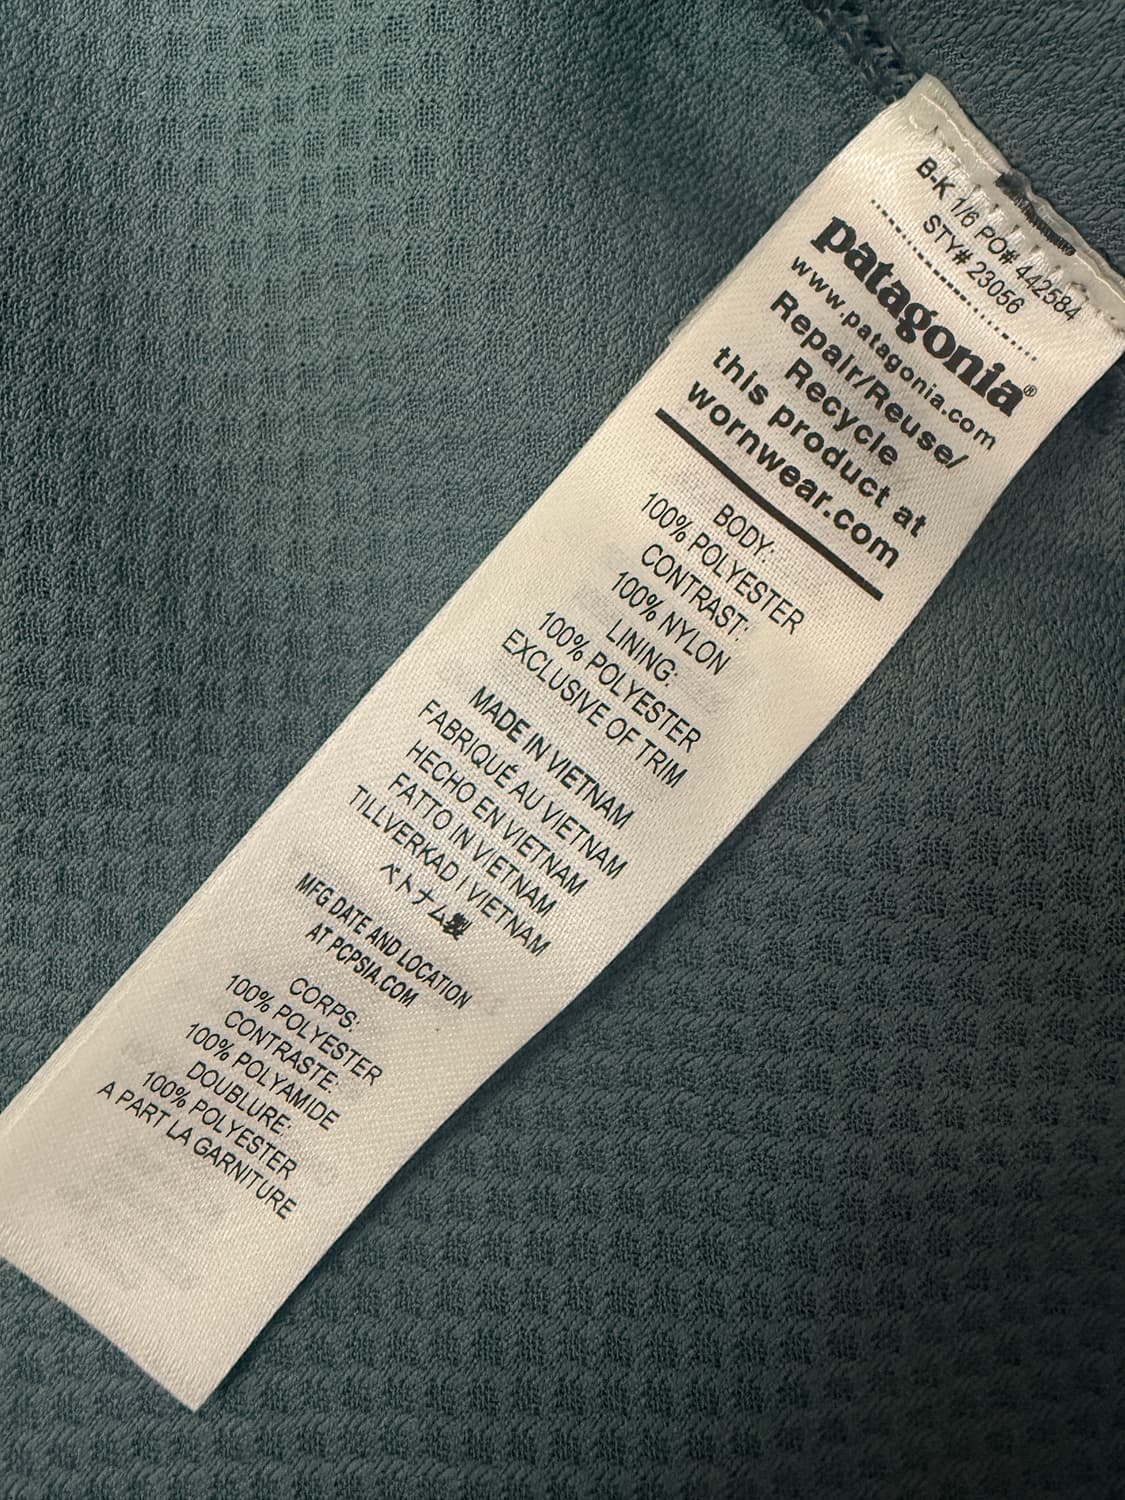 B-K 1/6 PO# 442584
STY# 23056
patagonia®
www.patagonia.com
Repair/Reuse/
Recycle
this product at
wornwear.com
BODY:
100% POLYESTER
CONTRAST:
100% NYLON
LINING:
100% POLYESTER
EXCLUSIVE OF TRIM
MADE IN VIETNAM
FABRIQUÉ AU VIETNAM
HECHO EN VIETNAM
FATTO IN VIETNAM
TILLVERKAD I VIETNAM
ベトナム製
MFG DATE AND LOCATION
AT PCPSIA.COM
CORPS:
100% POLYESTER
CONTRASTE:
100% POLYAMIDE
DOUBLURE:
100% POLYESTER
A PART LA GARNITURE